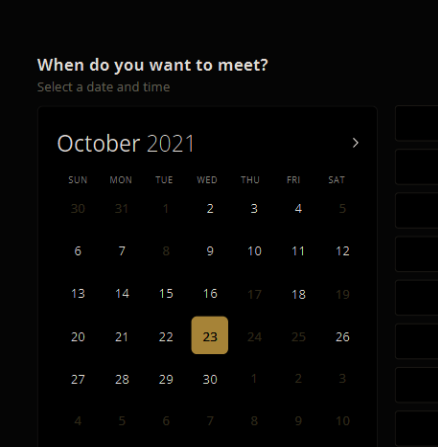 When do you want to meet?
Select a date and time
October 2021 >
SUN MON TUE WED THU FRI SAT
30 31 1 2 3 4 5
6 7 8 9 10 11 12
13 14 15 16 17 18 19
20 21 22 23 24 25 26
27 28 29 30 1 2 3
4 5 6 7 8 9 10